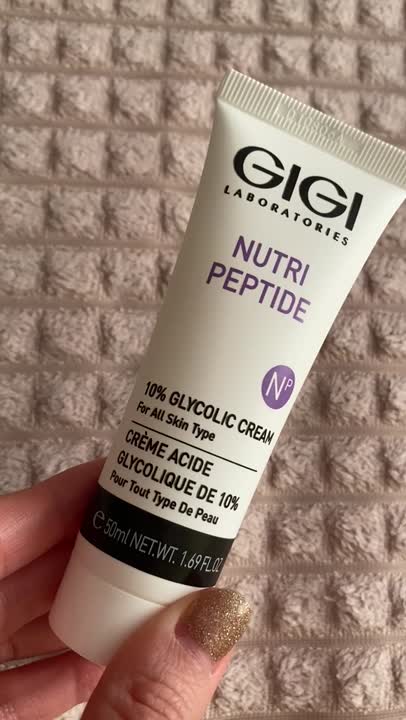 GIGI
LABORATORIES
NUTRI
PEPTIDE
NP
10% GLYCOLIC CREAM
For All Skin Type
CRÈME ACIDE
GLYCOLIQUE DE 10%
Pour Tout Type De Peau
e 50ml NET.WT. 1.69 FL.OZ.